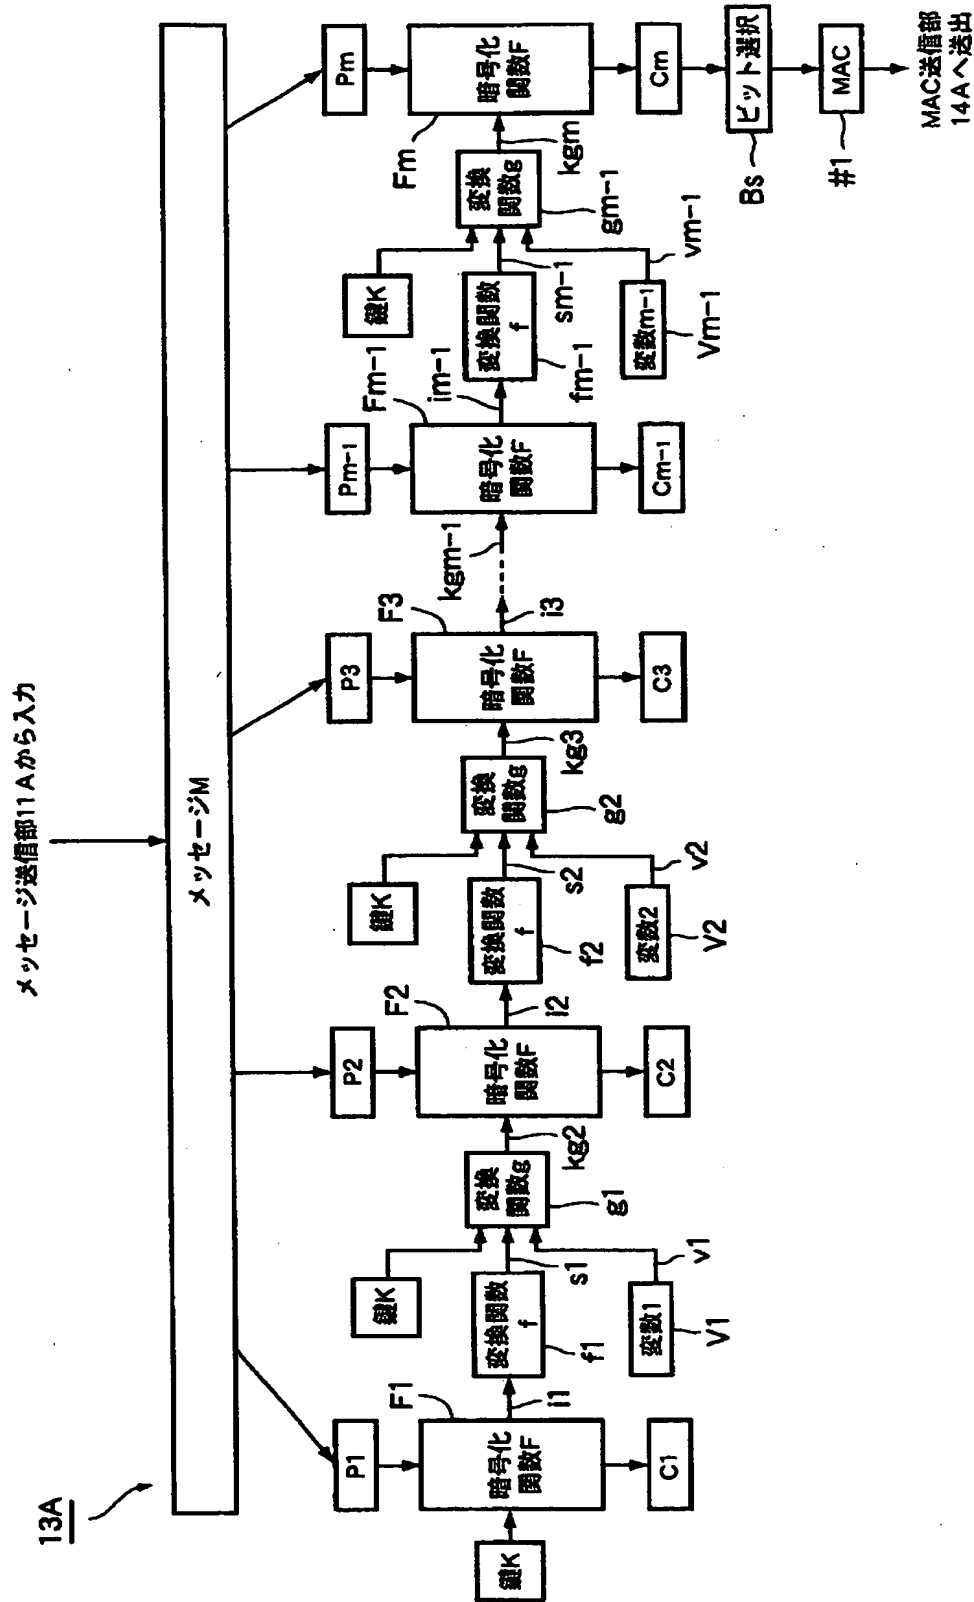 13A
メッセージ送信部11Aから入力
メッセージM
P1
P2
P3
Pm-1
Pm
鍵K
暗号化
関数F
F1
i1
C1
変換関数
f
f1
s1
鍵K
変数1
V1
v1
変換
関数g
g1
kg2
暗号化
関数F
F2
i2
C2
変換関数
f
f2
s2
鍵K
変数2
V2
v2
変換
関数g
g2
kg3
暗号化
関数F
F3
i3
C3
kgm-1
暗号化
関数F
Fm-1
im-1
Cm-1
変換関数
f
fm-1
sm-1
鍵K
変数m-1
Vm-1
vm-1
変換
関数g
gm-1
kgm
暗号化
関数F
Fm
Cm
ビット選択
Bs
MAC
#1
MAC送信部
14Aへ送出